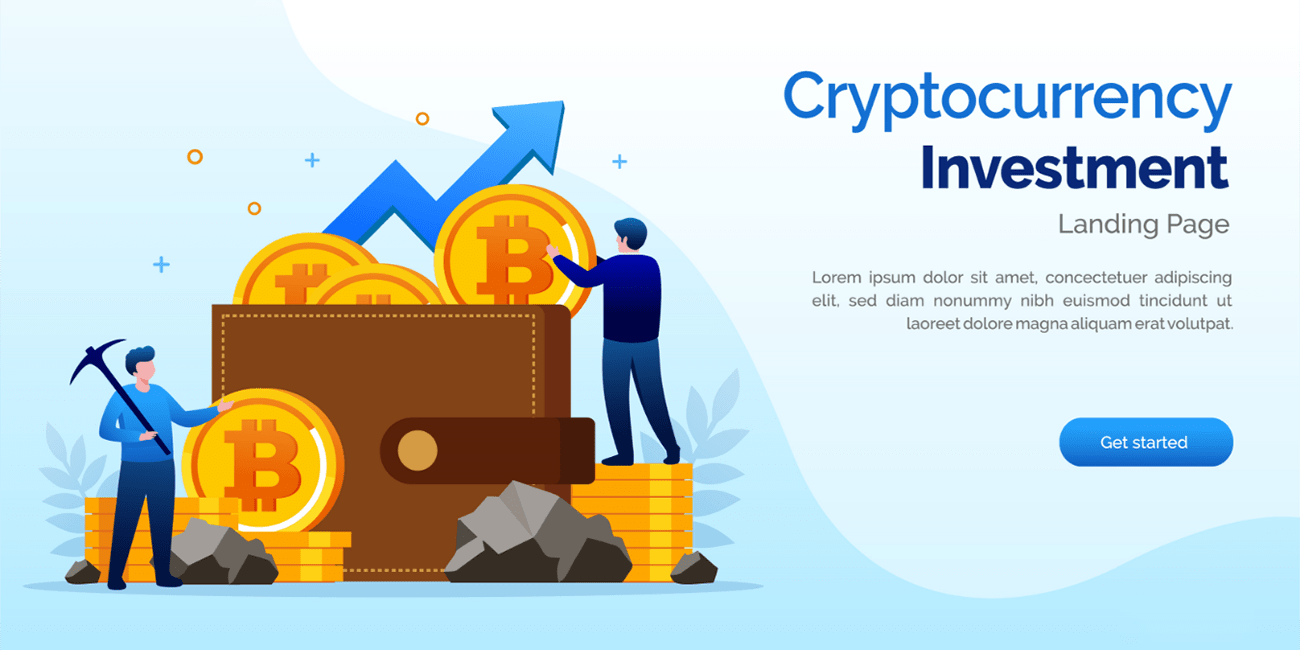 Cryptocurrency
Investment
Landing Page
Lorem ipsum dolor sit amet, concectetuer adipiscing
elit, sed diam nonummy nibh euismod tincidunt ut
laoreet dolore magna aliquam erat volutpat.
Get started